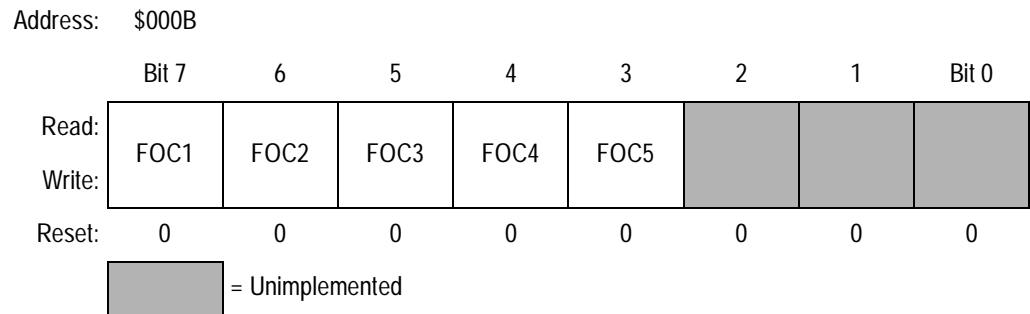 Address: $000B
Bit 7 6 5 4 3 2 1 Bit 0
Read:
FOC1 FOC2 FOC3 FOC4 FOC5
Write:
Reset: 0 0 0 0 0 0 0 0
= Unimplemented